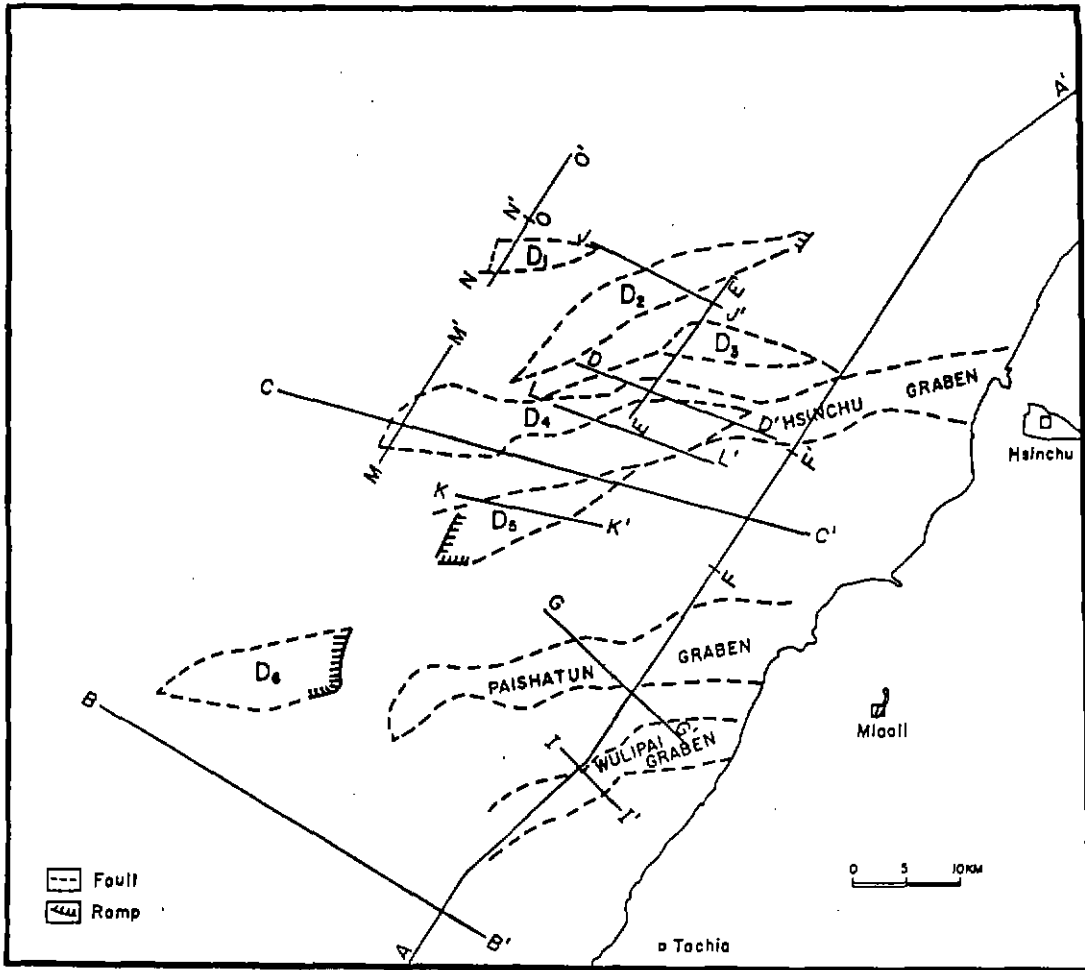 A'
O'
N'
O
J
D₁
N
E'
D₂
J'
M'
D₃
D
C
L
GRABEN
D₄
E
D'
HSINCHU
F'
Hsinchu
M
L'
K
D₅
K'
C'
F
G
GRABEN
PAISHATUN
D₆
B
Miaoli
G'
I
WULIPAI
GRABEN
I'
0 5 10KM
Fault
Ramp
A
B'
Tachia